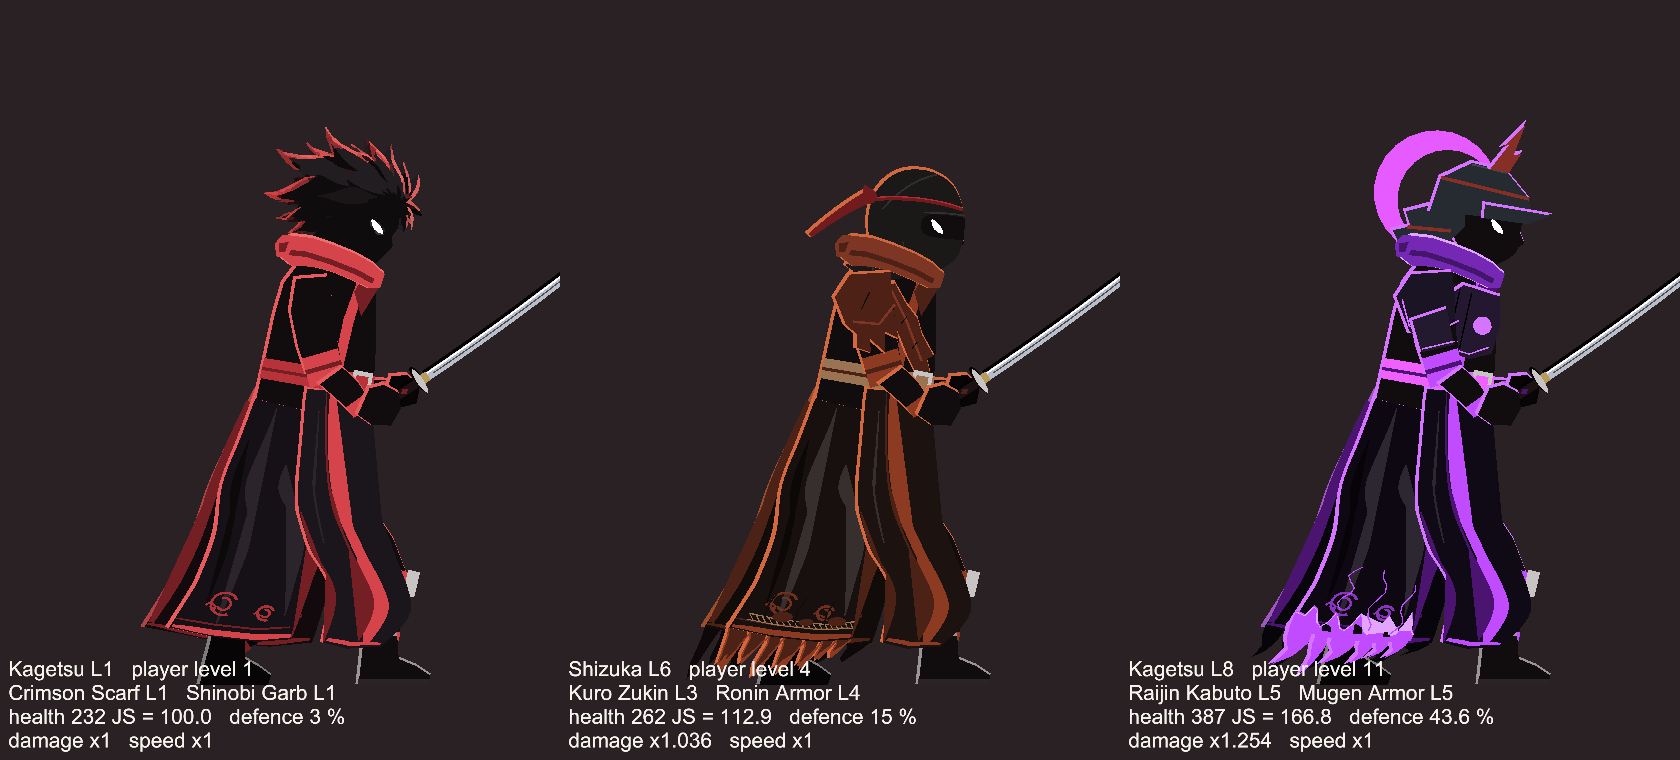 Kagetsu L1   player level 1
Crimson Scarf L1   Shinobi Garb L1
health 232 JS = 100.0   defence 3 %
damage x1   speed x1
Shizuka L6   player level 4
Kuro Zukin L3   Ronin Armor L4
health 262 JS = 112.9   defence 15 %
damage x1.036   speed x1
Kagetsu L8   player level 11
Raijin Kabuto L5   Mugen Armor L5
health 387 JS = 166.8   defence 43.6 %
damage x1.254   speed x1